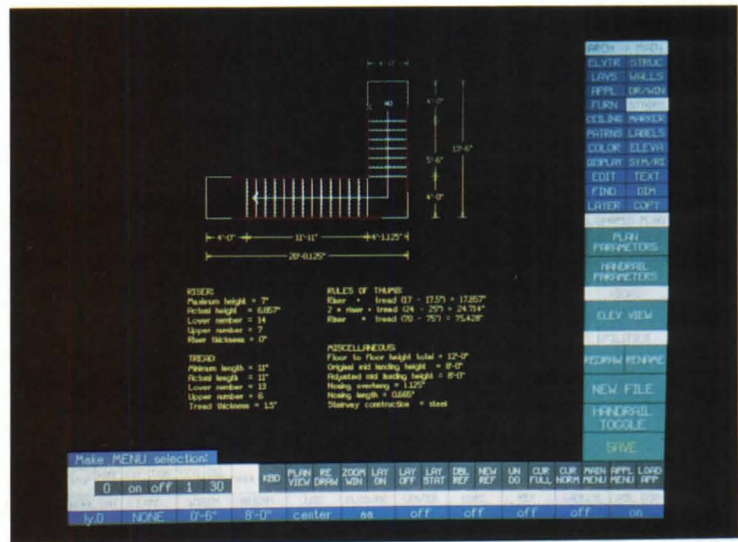 4'-0"
4'-0"
13'-6"
5'-6"
4'-0"
4'-0" 11'-11" 4'-1.125"
20'-0.125"
RISER:
Maximum height = 7"
Actual height = 6.857"
Lower number = 14
Upper number = 7
Riser thickness = 0"
TREAD:
Minimum length = 11"
Actual length = 11"
Lower number = 13
Upper number = 6
Tread thickness = 1.5"
RULES OF THUMB:
Riser + tread (17 - 17.5) = 17.857"
2 * riser + tread (24 - 25) = 24.714"
Riser * tread (70 - 75) = 75.428"
MISCELLANEOUS:
Floor to floor height total = 12'-0"
Original mid landing height = 8'-0"
Adjusted mid landing height = 8'-0"
Nosing overhang = 1.125"
Nosing length = 0.665"
Stairway construction = steel
ELYTR STRUC
LAYS WALLS
APPL DR/WIN
FURN STAIRS
CEILING MARKER
PATRNS LABELS
COLOR ELEVA
DISPLAY SYM/RI
EDIT TEXT
FIND DIM
LAYER COPY
PLAN PARAMETERS
HANDRAIL PARAMETERS
ELEV VIEW
REDRAW RENAME
NEW FILE
HANDRAIL TOGGLE
SAVE
Make MENU selection:
0 on off 1 30
KBD PLAN VIEW RE DRAW ZOOM WIN LAY ON LAY OFF LAY STAT DBL REF NEW REF UN DO CUR FULL CUR NORM MAIN MENU APPL MENU LOAD APP
ly.0 NONE 0'-6" 8'-0" center aa off off off off on